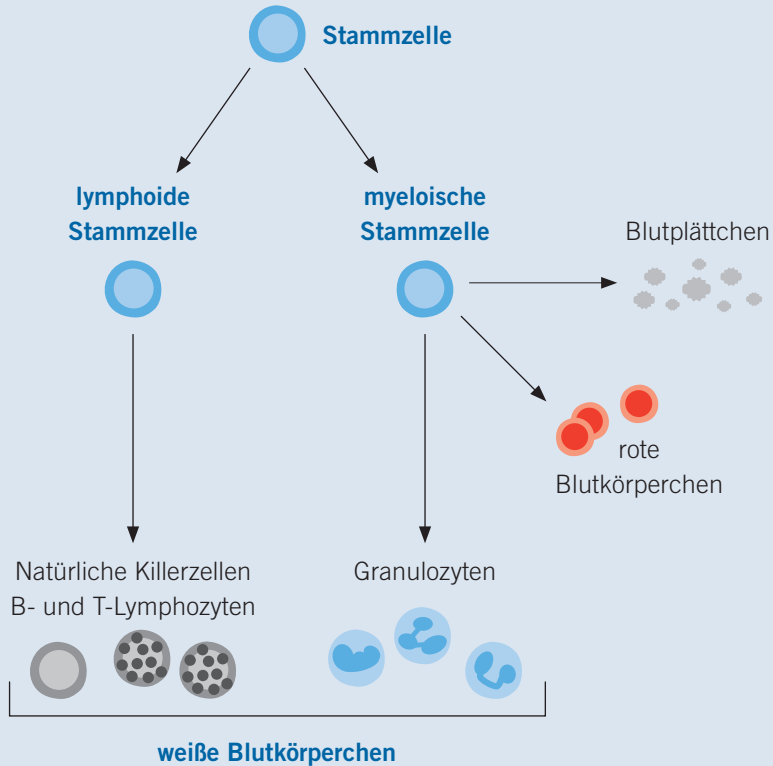 Stammzelle
lymphoide
Stammzelle
myeloische
Stammzelle
Blutplättchen
rote
Blutkörperchen
Natürliche Killerzellen
B- und T-Lymphozyten
Granulozyten
weiße Blutkörperchen